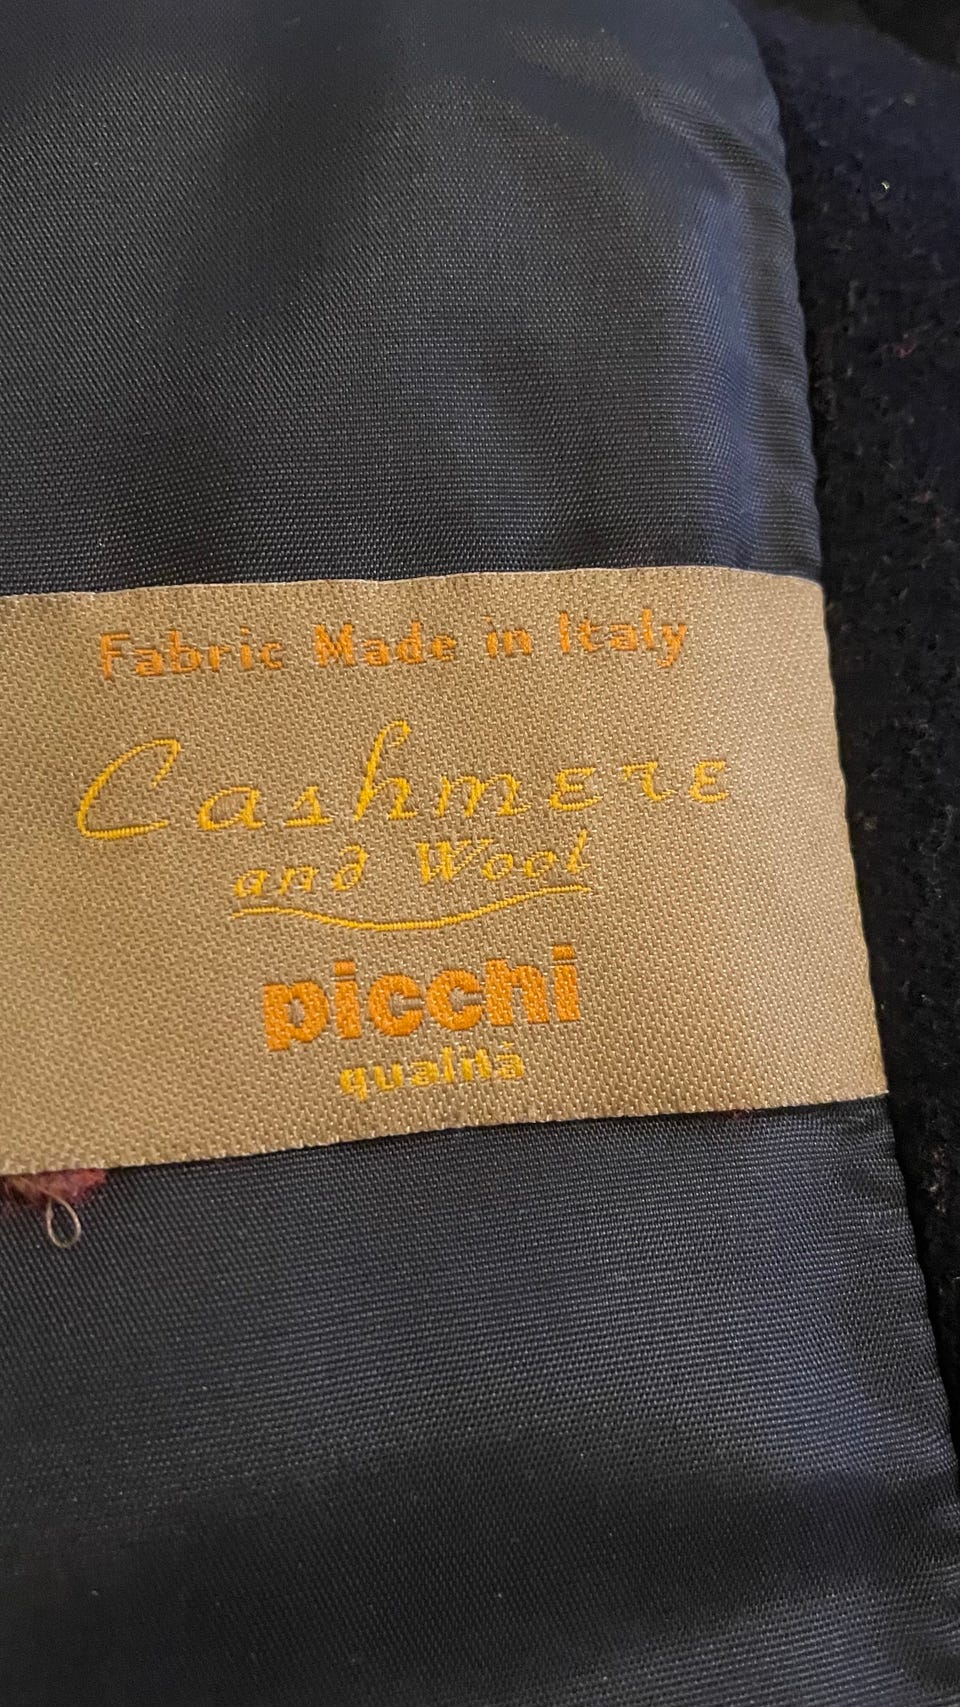 Fabric Made in Italy
Cashmere
and Wool
picchi
qualità